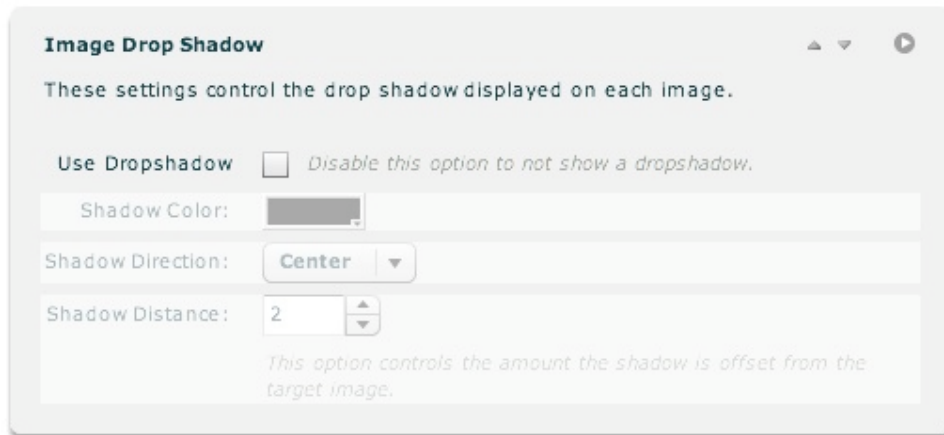 Image Drop Shadow
These settings control the drop shadow displayed on each image.
Use Dropshadow Disable this option to not show a dropshadow.
Shadow Color:
Shadow Direction: Center
Shadow Distance: 2
This option controls the amount the shadow is offset from the
target image.